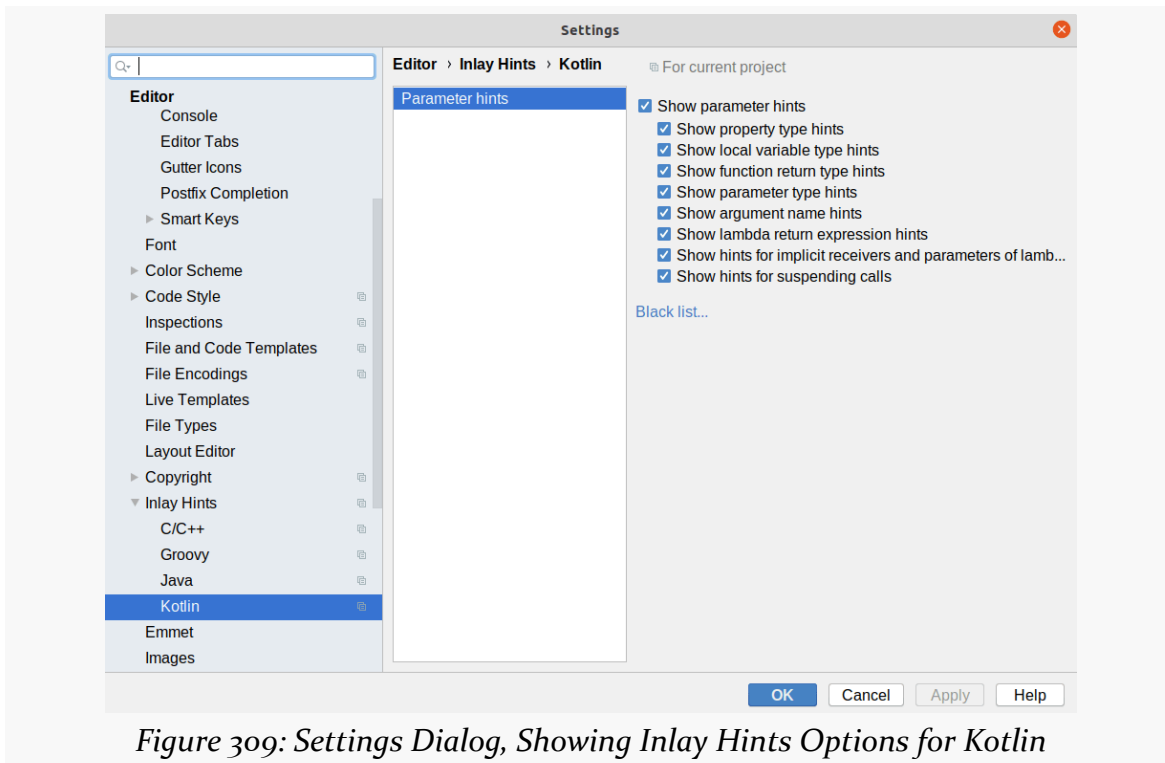 Settings
Editor › Inlay Hints › Kotlin
For current project
Editor
Console
Editor Tabs
Gutter Icons
Postfix Completion
Smart Keys
Font
Color Scheme
Code Style
Inspections
File and Code Templates
File Encodings
Live Templates
File Types
Layout Editor
Copyright
Inlay Hints
C/C++
Groovy
Java
Kotlin
Emmet
Images
Parameter hints
Show parameter hints
Show property type hints
Show local variable type hints
Show function return type hints
Show parameter type hints
Show argument name hints
Show lambda return expression hints
Show hints for implicit receivers and parameters of lamb...
Show hints for suspending calls
Black list...
OK Cancel Apply Help
Figure 309: Settings Dialog, Showing Inlay Hints Options for Kotlin